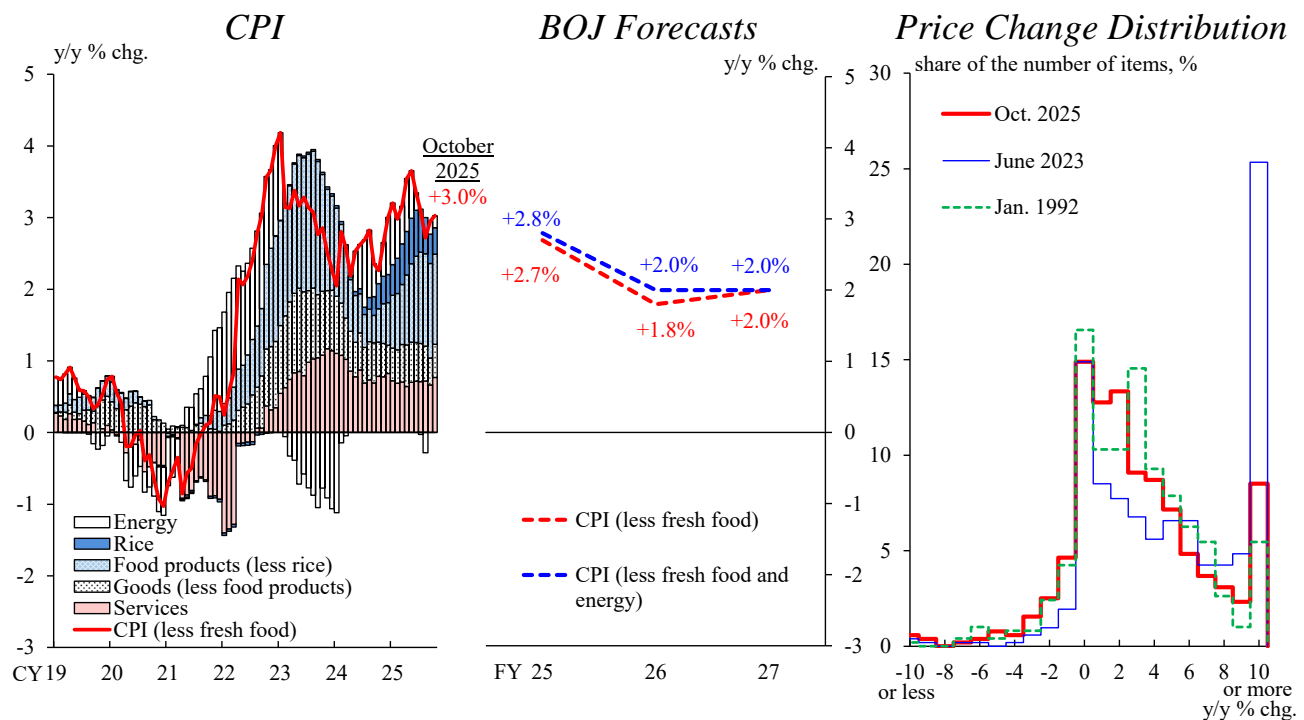 CPI
y/y % chg.
5
4
3
2
1
0
-1
-2
-3
October
2025
+3.0%
Energy
Rice
Food products (less rice)
Goods (less food products)
Services
CPI (less fresh food)
CY 19 20 21 22 23 24 25
BOJ Forecasts
y/y % chg.
5
4
3
2
1
0
-1
-2
-3
+2.8%
+2.7%
+2.0%
+1.8%
+2.0%
+2.0%
CPI (less fresh food)
CPI (less fresh food and
energy)
FY 25 26 27
Price Change Distribution
share of the number of items, %
30
25
20
15
10
5
0
Oct. 2025
June 2023
Jan. 1992
-10 -8 -6 -4 -2 0 2 4 6 8 10
or less
or more
y/y % chg.